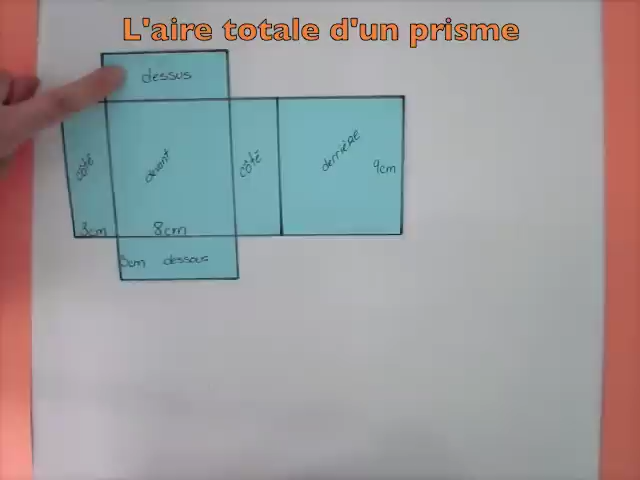 L'aire totale d'un prisme
dessus
côté
devant
côté
derrière
9cm
3cm
8cm
3cm dessous